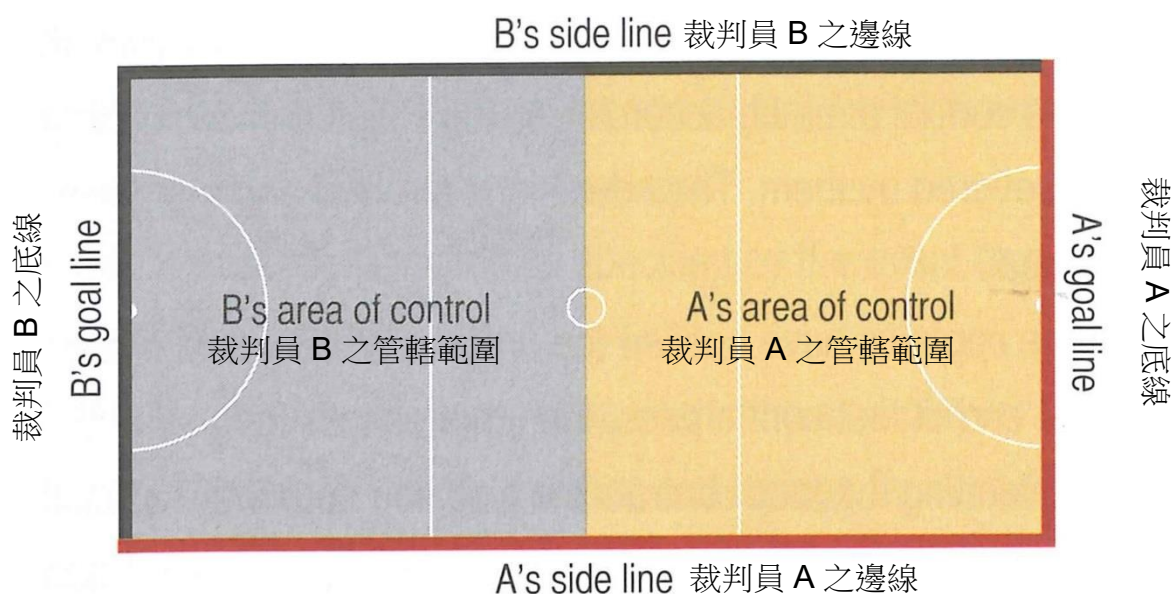 B's side line 裁判員 B 之邊線
裁判員 B 之底線
B's goal line
B's area of control
裁判員 B 之管轄範圍
A's area of control
裁判員 A 之管轄範圍
A's goal line
裁判員 A 之底線
A's side line 裁判員 A 之邊線